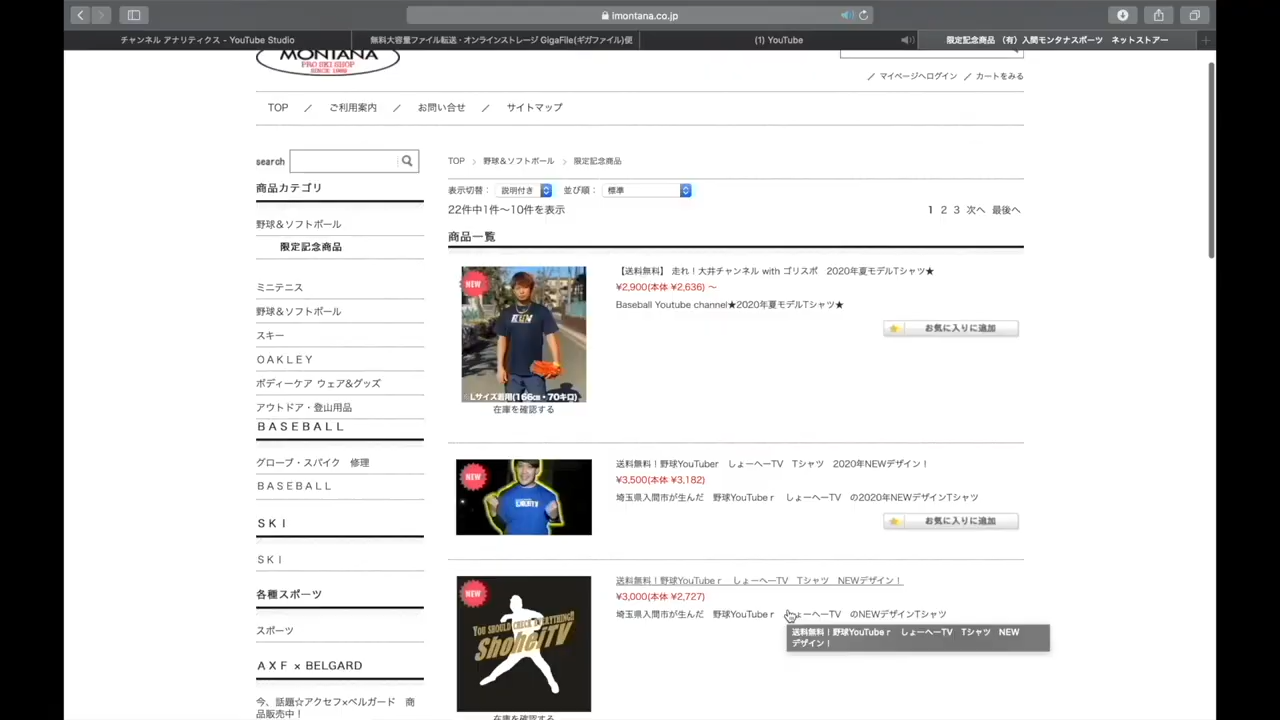 imontana.co.jp
チャンネル アナリティクス - YouTube Studio
無料大容量ファイル転送・オンラインストレージ GigaFile(ギガファイル)便
(1) YouTube
限定記念商品 （有）入間モンタナスポーツ　ネットストアー
MONTANA
PRO SKI SHOP
／ マイページへログイン ／ カートをみる
TOP ／ ご利用案内 ／ お問い合せ ／ サイトマップ
search
商品カテゴリ
野球＆ソフトボール
限定記念商品
ミニテニス
野球＆ソフトボール
スキー
ＯＡＫＬＥＹ
ボディーケア ウェア&グッズ
アウトドア・登山用品
ＢＡＳＥＢＡＬＬ
グローブ・スパイク　修理
ＢＡＳＥＢＡＬＬ
ＳＫＩ
ＳＫＩ
各種スポーツ
スポーツ
ＡＸＦ × BELGARD
今、話題☆アクセフ×ベルガード　商
品販売中！
TOP > 野球＆ソフトボール > 限定記念商品
表示切替： 説明付き 並び順： 標準
22件中1件〜10件を表示
1 2 3 次へ 最後へ
商品一覧
NEW
RUN
★Lサイズ着用(166㎝・70キロ)
在庫を確認する
【送料無料】 走れ！大井チャンネル with ゴリスポ　2020年夏モデルTシャツ★
¥2,900(本体 ¥2,636) 〜
Baseball Youtube channel★2020年夏モデルTシャツ★
お気に入りに追加
NEW
送料無料！野球YouTuber　しょーへーTV　Tシャツ　2020年NEWデザイン！
¥3,500(本体 ¥3,182)
埼玉県入間市が生んだ　野球YouTubeｒ　しょーへーTV　の2020年NEWデザインTシャツ
お気に入りに追加
NEW
YOU SHOULD CHECK EVERYTHING!!
ShoheiTV
在庫を確認する
送料無料！野球YouTubeｒ　しょーへーTV　Tシャツ　NEWデザイン！
¥3,000(本体 ¥2,727)
埼玉県入間市が生んだ　野球YouTubeｒ　しょーへーTV　のNEWデザインTシャツ
送料無料！野球YouTubeｒ　しょーへーTV　Tシャツ　NEW
デザイン！